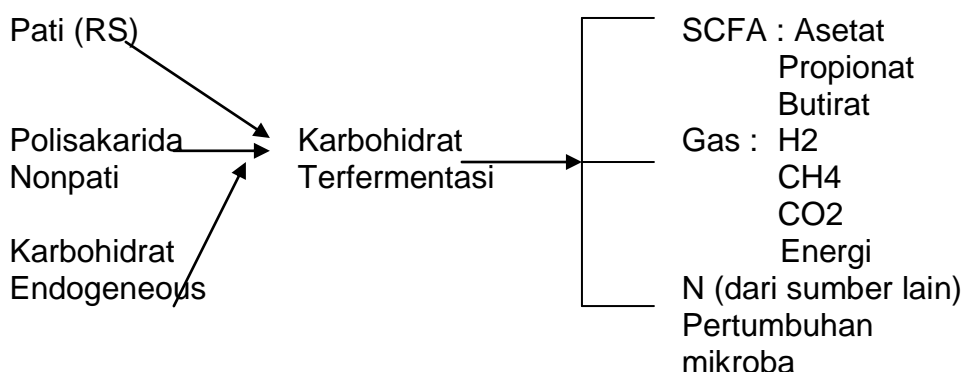 Pati (RS)
Polisakarida
Nonpati
Karbohidrat
Endogeneous
Karbohidrat
Terfermentasi
SCFA : Asetat
Propionat
Butirat
Gas : H2
CH4
CO2
Energi
N (dari sumber lain)
Pertumbuhan
mikroba